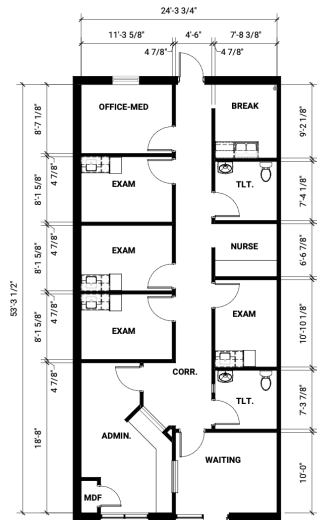 24'-3 3/4"
11'-3 5/8" 4'-6" 7'-8 3/8"
4 7/8" 4 7/8"
OFFICE-MED BREAK
8'-7 1/8" 9'-2 1/8"
4 7/8"
EXAM TLT.
8'-1 5/8" 7'-4 1/8"
4 7/8"
EXAM NURSE
8'-1 5/8" 6'-6 7/8"
53'-3 1/2"
4 7/8"
EXAM EXAM
8'-1 5/8" 10'-10 1/8"
CORR.
4 7/8"
TLT.
7'-3 7/8"
ADMIN.
18'-8"
WAITING
10'-0"
MDF